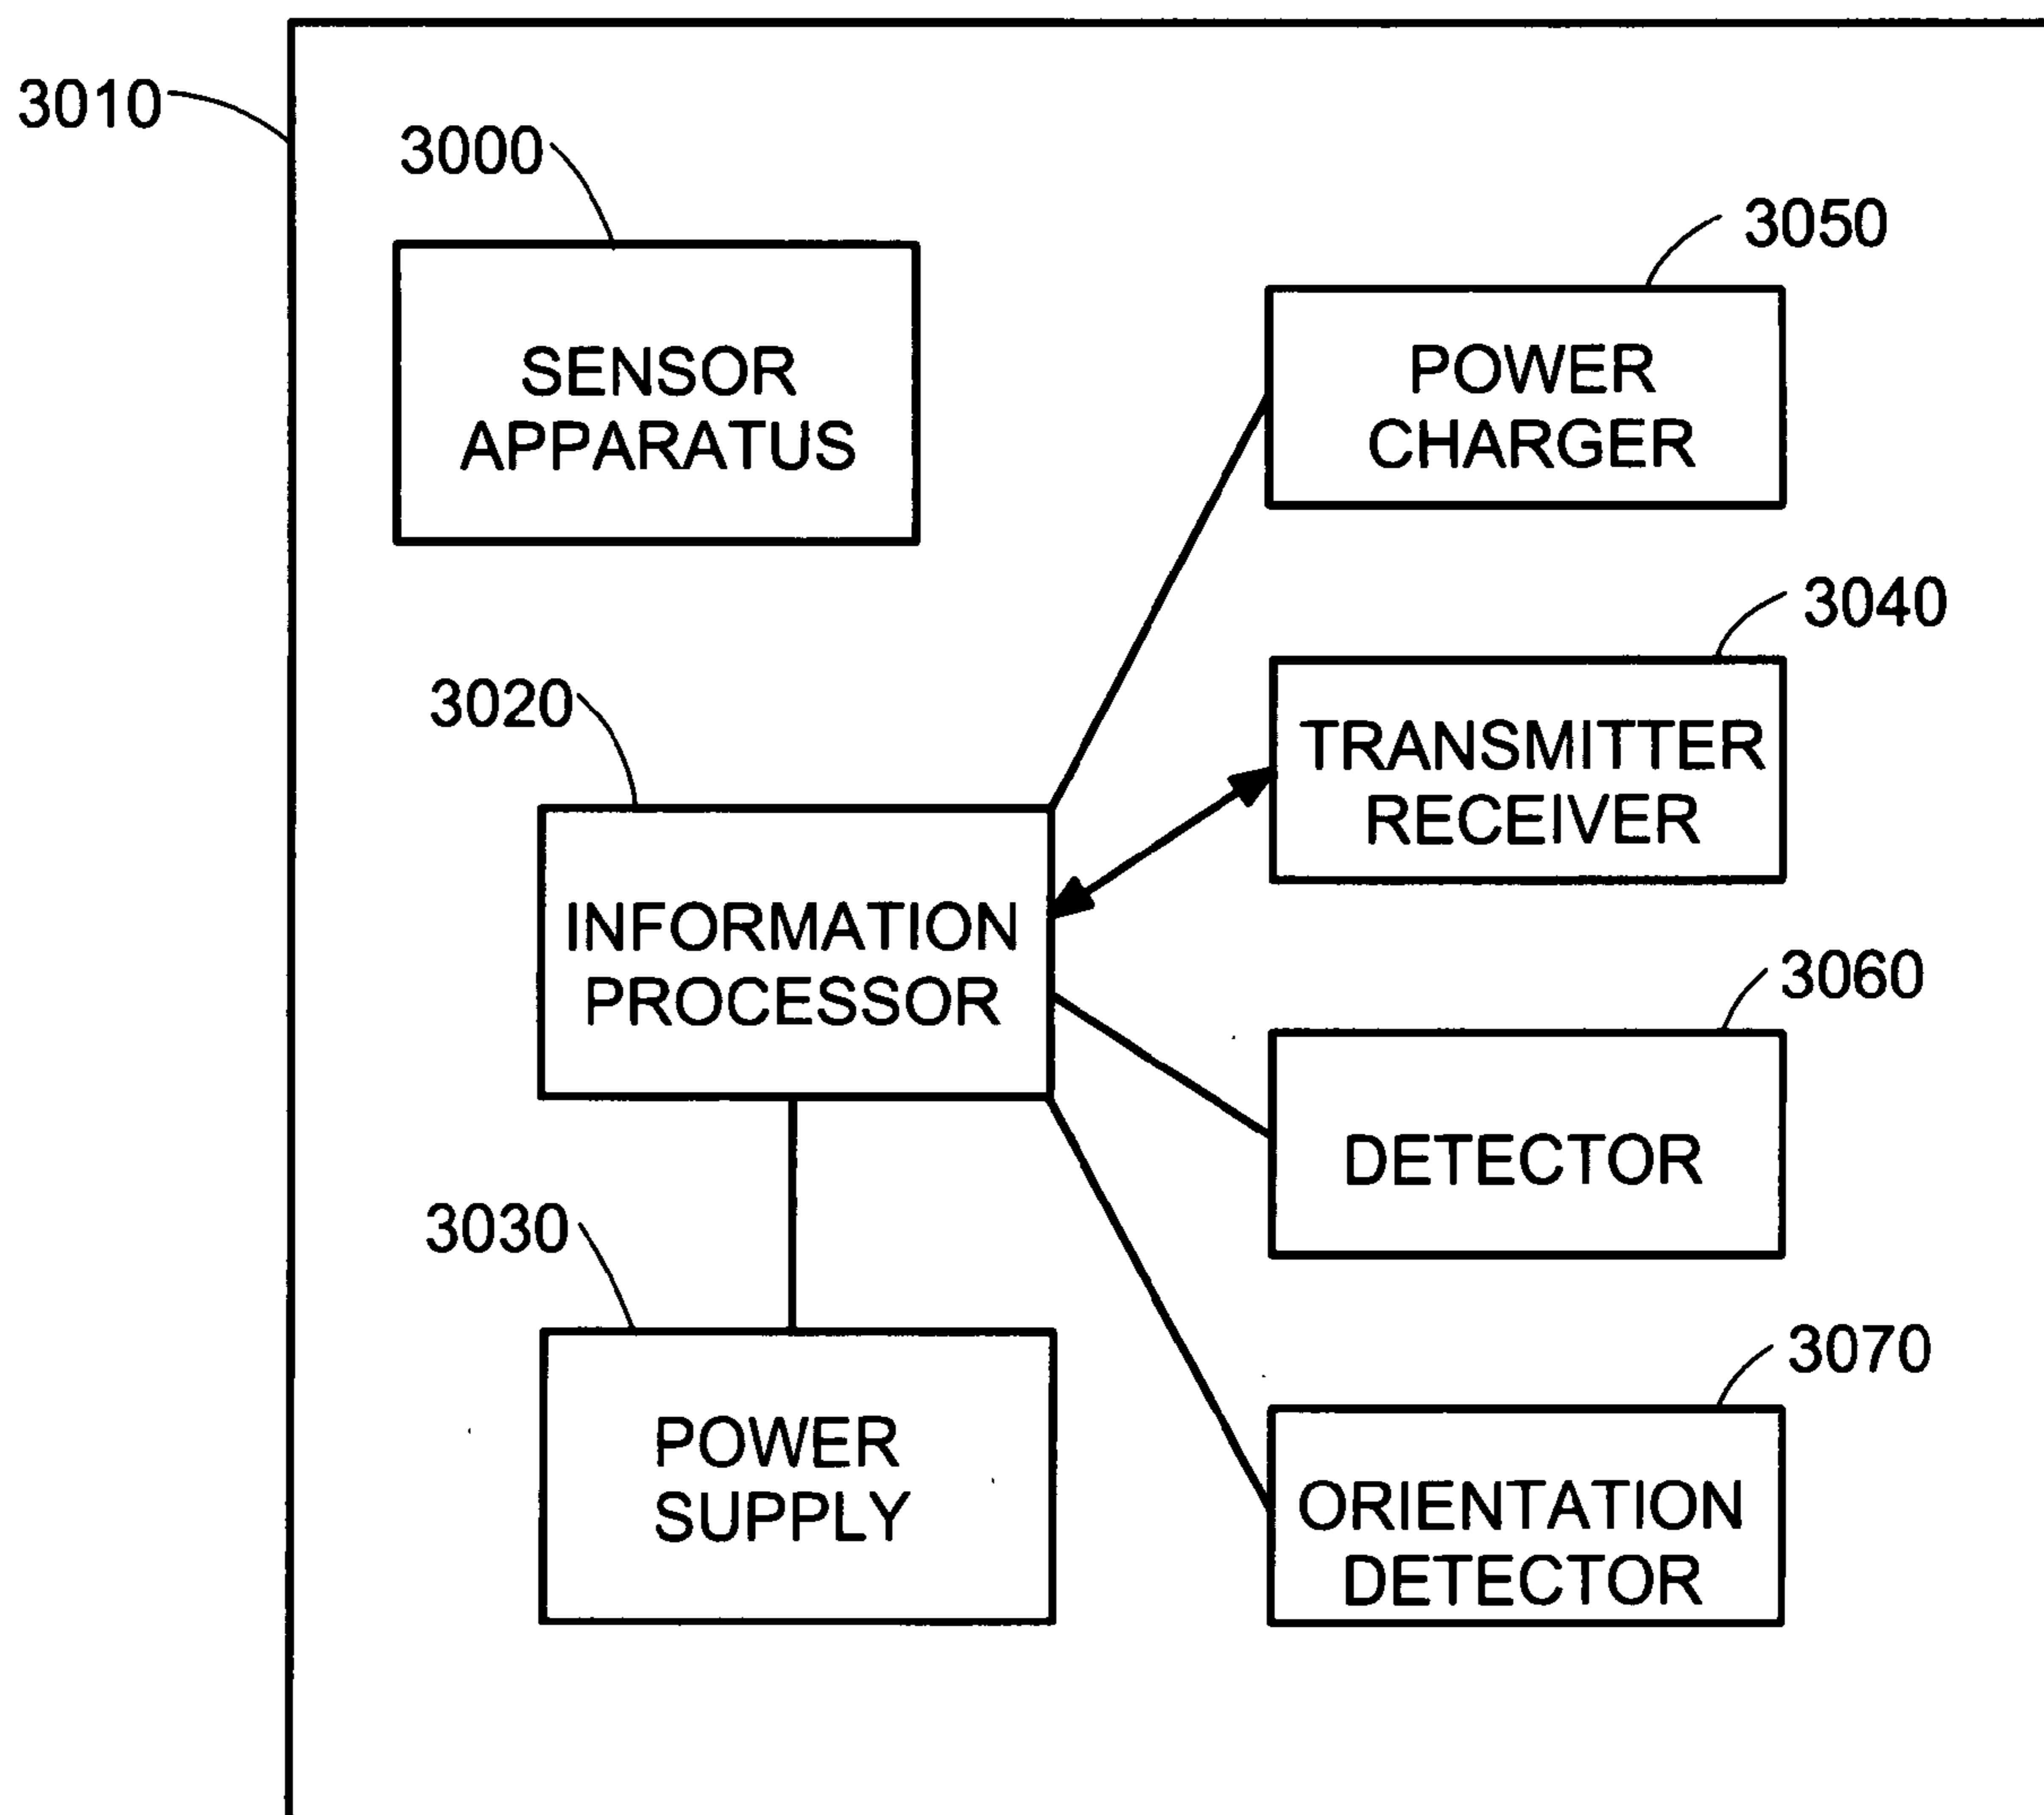 3010
3000
SENSOR
APPARATUS
3050
POWER
CHARGER
3040
TRANSMITTER
RECEIVER
3020
INFORMATION
PROCESSOR
3060
DETECTOR
3030
POWER
SUPPLY
3070
ORIENTATION
DETECTOR